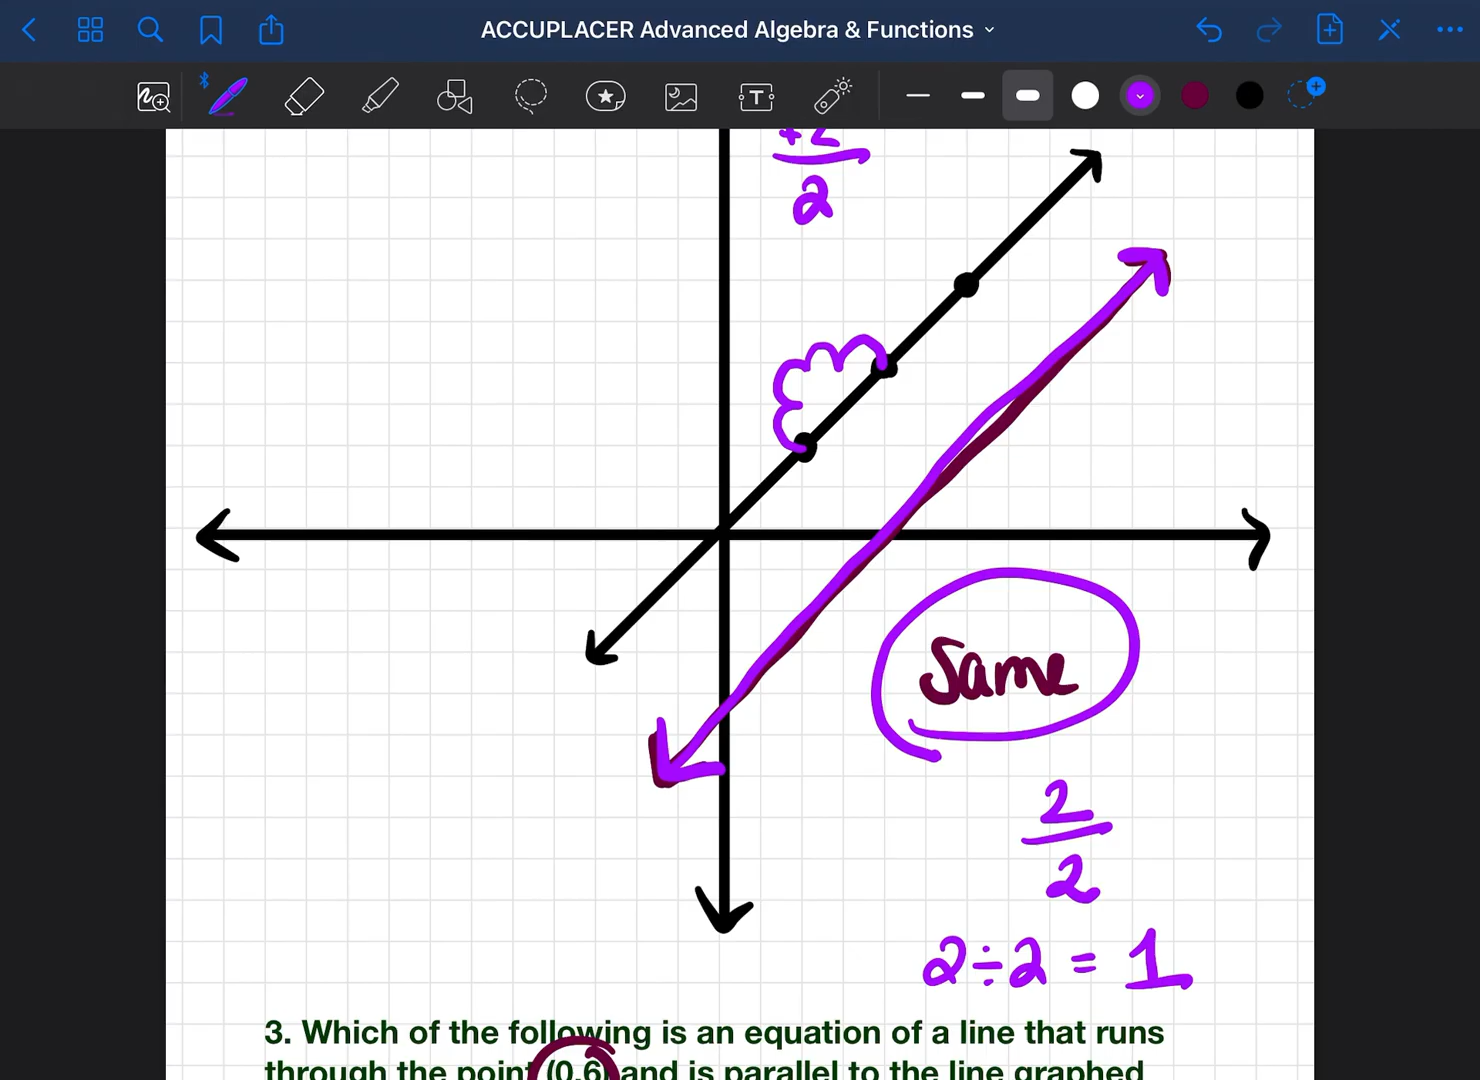 ACCUPLACER Advanced Algebra & Functions
T
+2
2
Same
2
2
2÷2 = 1
3. Which of the following is an equation of a line that runs
through the point (0,6) and is parallel to the line graphed